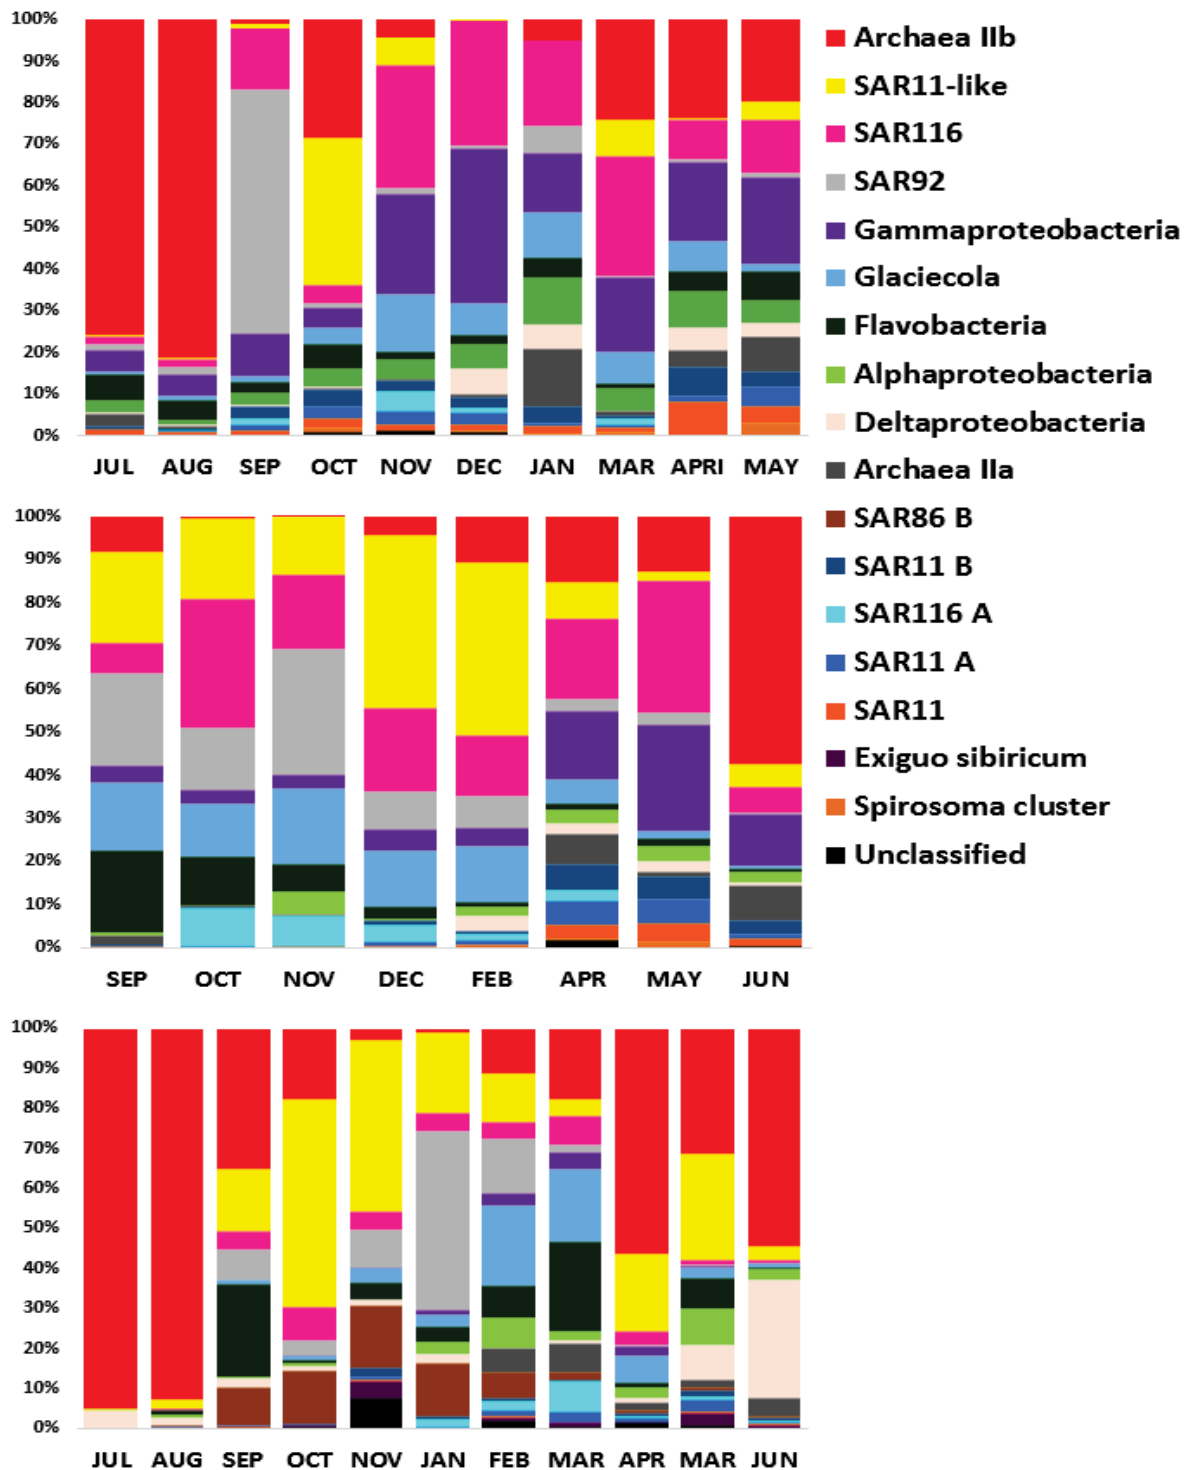 100%
90%
80%
70%
60%
50%
40%
30%
20%
10%
0%
JUL AUG SEP OCT NOV DEC JAN MAR APRI MAY
Archaea IIb
SAR11-like
SAR116
SAR92
Gammaproteobacteria
Glaciecola
Flavobacteria
Alphaproteobacteria
Deltaproteobacteria
Archaea IIa
SAR86 B
SAR11 B
SAR116 A
SAR11 A
SAR11
Exiguo sibiricum
Spirosoma cluster
Unclassified
100%
90%
80%
70%
60%
50%
40%
30%
20%
10%
0%
SEP OCT NOV DEC FEB APR MAY JUN
100%
90%
80%
70%
60%
50%
40%
30%
20%
10%
0%
JUL AUG SEP OCT NOV JAN FEB MAR APR MAR JUN